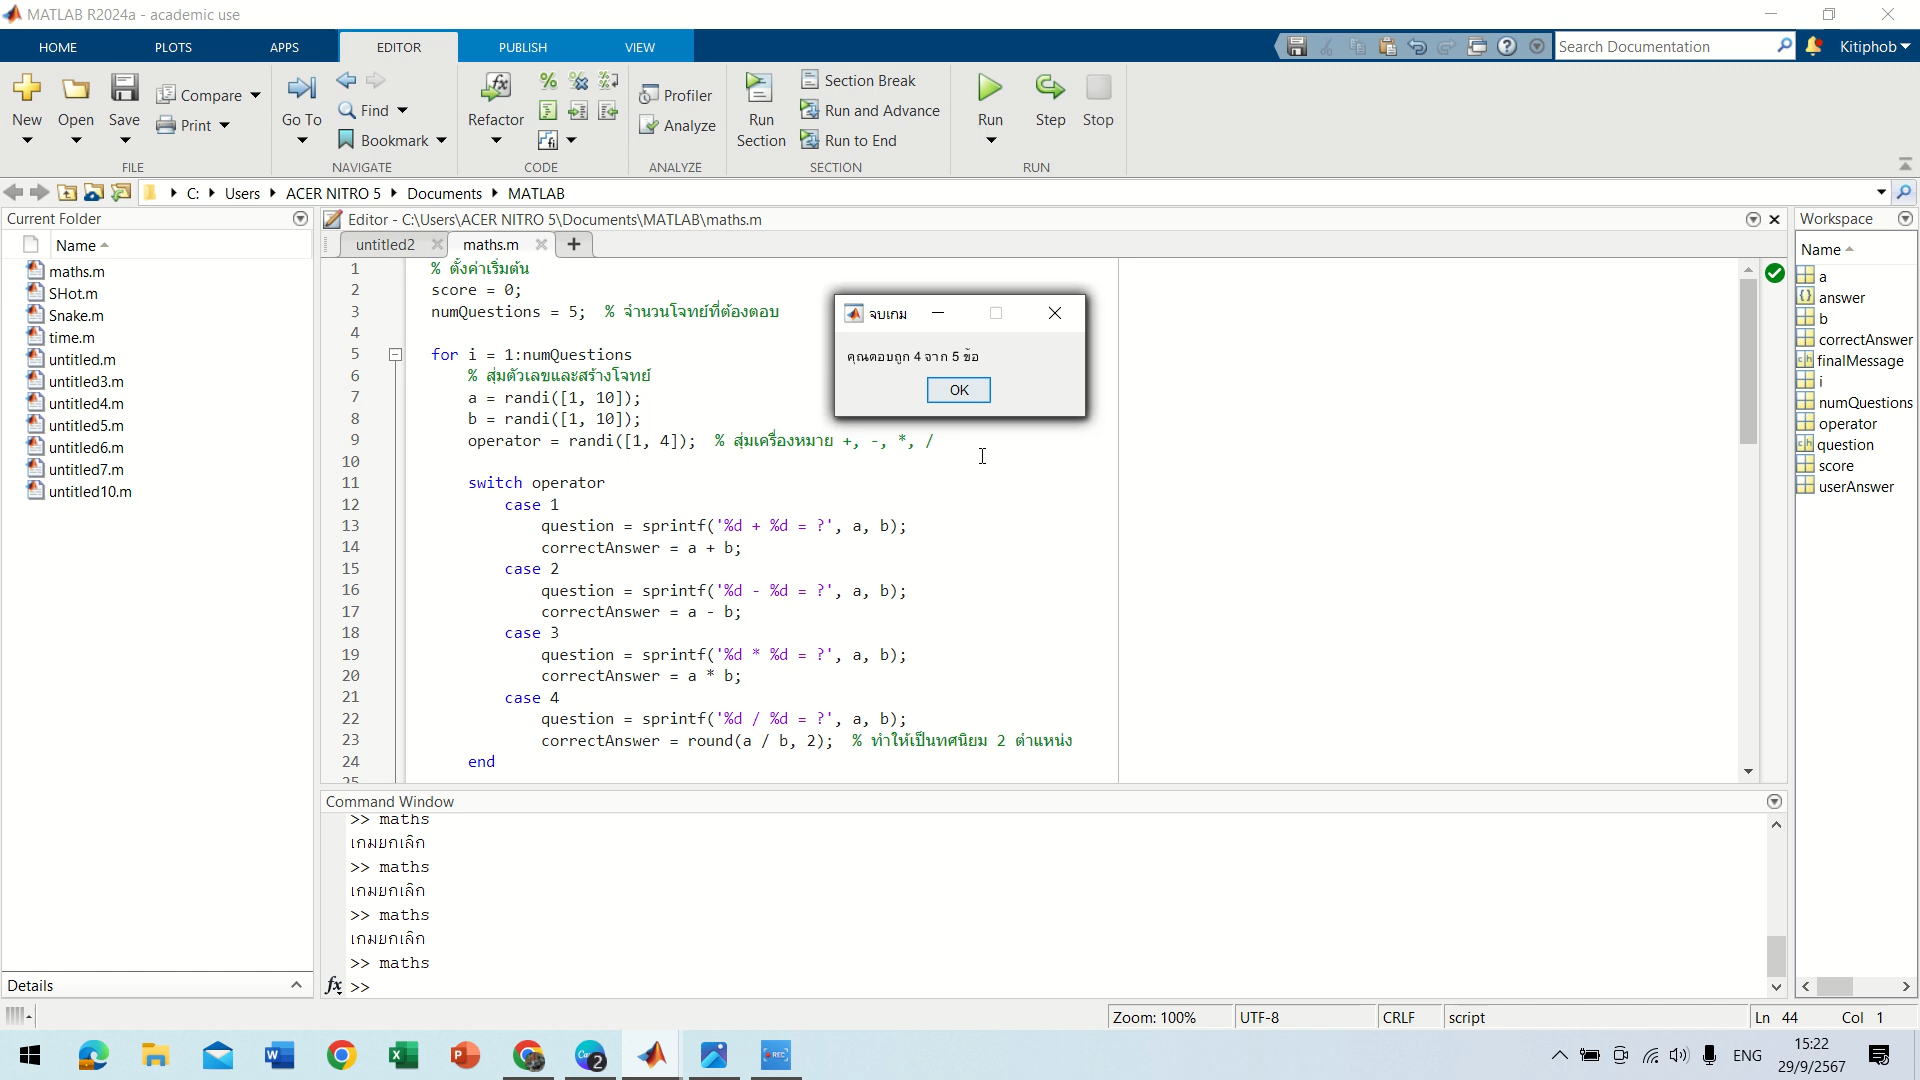 MATLAB R2024a - academic use
HOME PLOTS APPS EDITOR PUBLISH VIEW
Search Documentation
Kitiphob
New Open Save Compare Print
FILE
Go To Find Bookmark
NAVIGATE
Refactor
CODE
Profiler Analyze
ANALYZE
Run Section Section Break Run and Advance Run to End
SECTION
Run Step Stop
RUN
C: Users ACER NITRO 5 Documents MATLAB
Current Folder
Name
maths.m
SHot.m
Snake.m
time.m
untitled.m
untitled3.m
untitled4.m
untitled5.m
untitled6.m
untitled7.m
untitled10.m
Details
Editor - C:\Users\ACER NITRO 5\Documents\MATLAB\maths.m
untitled2 maths.m
1 % ตั้งค่าเริ่มต้น
2 score = 0;
3 numQuestions = 5; % จำนวนโจทย์ที่ต้องตอบ
4
5 for i = 1:numQuestions
6 % สุ่มตัวเลขและสร้างโจทย์
7 a = randi([1, 10]);
8 b = randi([1, 10]);
9 operator = randi([1, 4]); % สุ่มเครื่องหมาย +, -, *, /
10
11 switch operator
12 case 1
13 question = sprintf('%d + %d = ?', a, b);
14 correctAnswer = a + b;
15 case 2
16 question = sprintf('%d - %d = ?', a, b);
17 correctAnswer = a - b;
18 case 3
19 question = sprintf('%d * %d = ?', a, b);
20 correctAnswer = a * b;
21 case 4
22 question = sprintf('%d / %d = ?', a, b);
23 correctAnswer = round(a / b, 2); % ทำให้เป็นทศนิยม 2 ตำแหน่ง
24 end
25
จบเกม
คุณตอบถูก 4 จาก 5 ข้อ
OK
Workspace
Name
a
answer
b
correctAnswer
finalMessage
i
numQuestions
operator
question
score
userAnswer
Command Window
>> maths
เกมยกเลิก
>> maths
เกมยกเลิก
>> maths
เกมยกเลิก
>> maths
fx >>
Zoom: 100% UTF-8 CRLF script Ln 44 Col 1
ENG
15:22
29/9/2567